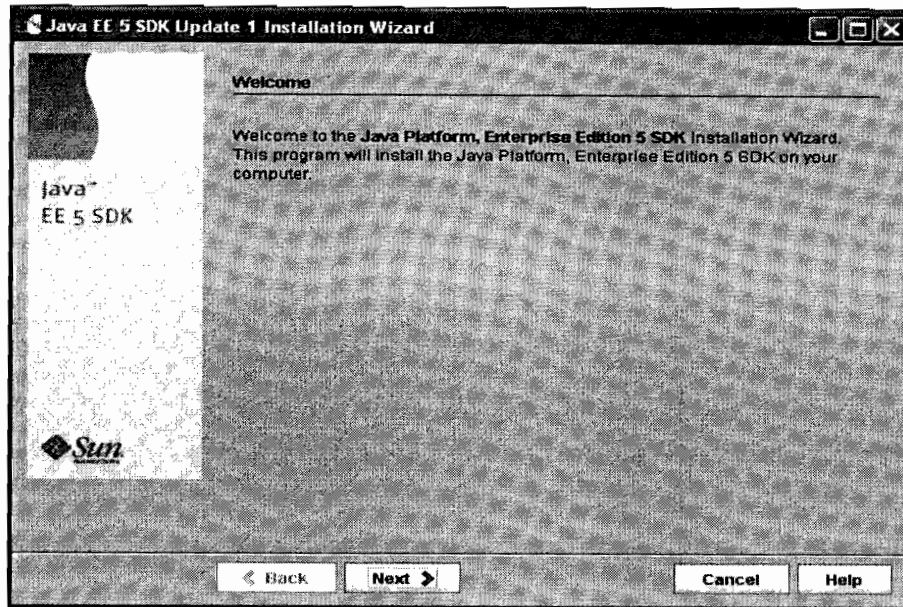 Java EE 5 SDK Update 1 Installation Wizard
Welcome
Welcome to the Java Platform, Enterprise Edition 5 SDK Installation Wizard.
This program will install the Java Platform, Enterprise Edition 5 SDK on your
computer.
Java™
EE 5 SDK
Sun
Back
Next
Cancel
Help